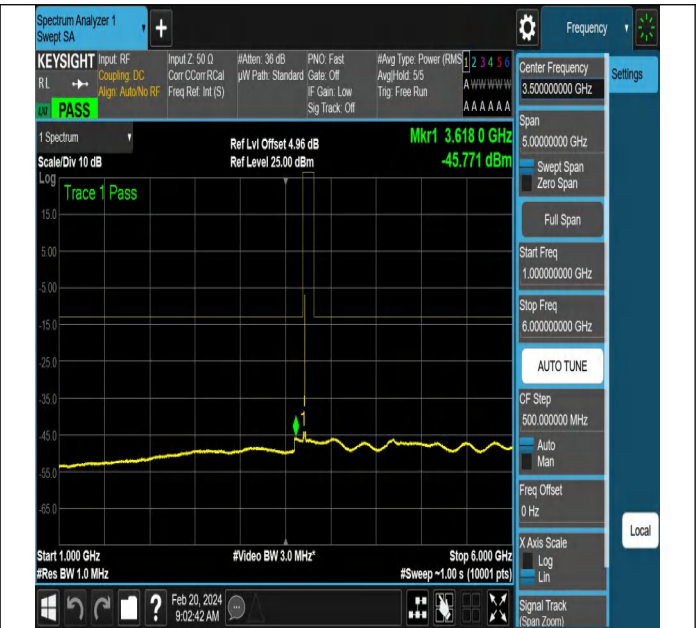 Spectrum Analyzer 1
Swept SA
Frequency
KEYSIGHT
RL
PASS
Input: RF
Coupling: DC
Align: Auto/No RF
Input Z: 50 Ω
Corr CCorr RCal
Freq Ref: Int (S)
#Atten: 36 dB
µW Path: Standard
PNO: Fast
Gate: Off
IF Gain: Low
Sig Track: Off
#Avg Type: Power (RMS
Avg|Hold: 5/5
Trig: Free Run
1 2 3 4 5 6
A W W W W W
A A A A A A
1 Spectrum
Scale/Div 10 dB
Log
Ref Lvl Offset 4.96 dB
Ref Level 25.00 dBm
Mkr1 3.618 0 GHz
-45.771 dBm
Trace 1 Pass
15.0
5.00
-5.00
-15.0
-25.0
-35.0
-45.0
-55.0
-65.0
1
Start 1.000 GHz
#Res BW 1.0 MHz
#Video BW 3.0 MHz*
Stop 6.000 GHz
#Sweep ~1.00 s (10001 pts)
Feb 20, 2024
9:02:42 AM
Center Frequency
3.500000000 GHz
Settings
Span
5.00000000 GHz
Swept Span
Zero Span
Full Span
Start Freq
1.000000000 GHz
Stop Freq
6.000000000 GHz
AUTO TUNE
CF Step
500.000000 MHz
Auto
Man
Freq Offset
0 Hz
X Axis Scale
Log
Lin
Local
Signal Track
(Span Zoom)